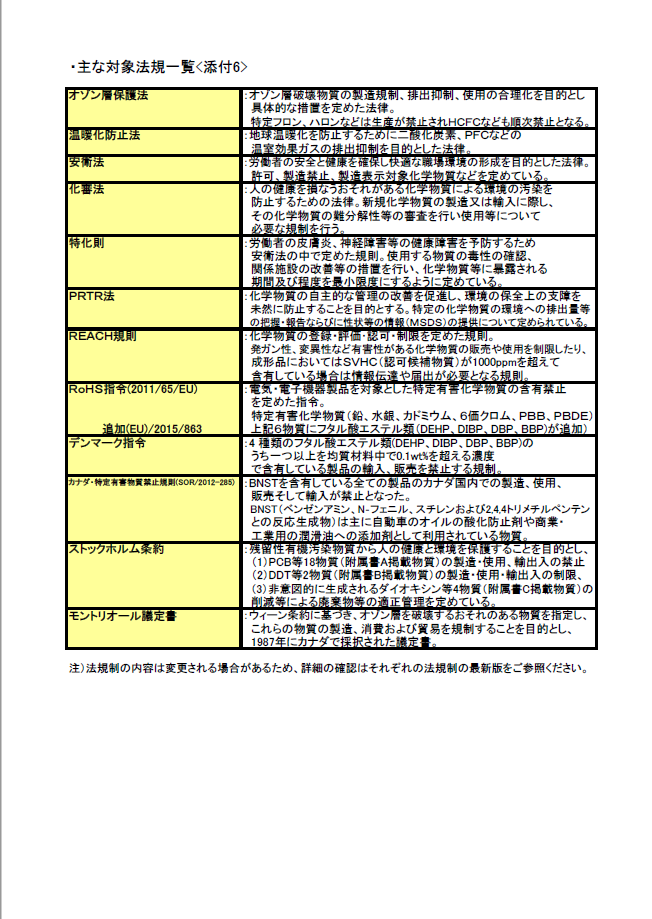 ・主な対象法規一覧<添付6>
オゾン層保護法
:オゾン層破壊物質の製造規制、排出抑制、使用の合理化を目的とし
具体的な措置を定めた法律。
特定フロン、ハロンなどは生産が禁止されHCFCなども順次禁止となる。
温暖化防止法
:地球温暖化を防止するために二酸化炭素、PFCなどの
温室効果ガスの排出抑制を目的とした法律。
安衛法
:労働者の安全と健康を確保し快適な職場環境の形成を目的とした法律。
許可、製造禁止、製造表示対象化学物質などを定めている。
化審法
:人の健康を損なうおそれがある化学物質による環境の汚染を
防止するための法律。新規化学物質の製造又は輸入に際し、
その化学物質の難分解性等の審査を行い使用等について
必要な規制を行う。
特化則
:労働者の皮膚炎、神経障害等の健康障害を予防するため
安衛法の中で定めた規則。使用する物質の毒性の確認、
関係施設の改善等の措置を行い、化学物質等に暴露される
期間及び程度を最小限度にするように定めている。
PRTR法
:化学物質の自主的な管理の改善を促進し、環境の保全上の支障を
未然に防止することを目的とする。特定の化学物質の環境への排出量等
の把握・報告ならびに性状等の情報(MSDS)の提供について定められている。
REACH規則
:化学物質の登録・評価・認可・制限を定めた規則。
発ガン性、変異性など有害性がある化学物質の販売や使用を制限したり、
成形品においてはSVHC(認可候補物質)が1000ppmを超えて
含有している場合は情報伝達や届出が必要となる規則。
RoHS指令(2011/65/EU)
追加(EU)/2015/863
:電気・電子機器製品を対象とした特定有害化学物質の含有禁止
を定めた指令。
特定有害化学物質(鉛、水銀、カドミウム、6価クロム、PBB、PBDE)
上記6物質にフタル酸エステル類(DEHP、DIBP、DBP、BBP)が追加)
デンマーク指令
:4 種類のフタル酸エステル類(DEHP、DIBP、DBP、BBP)の
うち一つ以上を均質材料中で0.1wt%を超える濃度
で含有している製品の輸入、販売を禁止する規制。
カナダ・特定有害物質禁止規則(SOR/2012-285)
:BNSTを含有している全ての製品のカナダ国内での製造、使用、
販売そして輸入が禁止となった。
BNST(ベンゼンアミン、N-フェニル、スチレンおよび2,4,4トリメチルペンテン
との反応生成物)は主に自動車のオイルの酸化防止剤や商業・
工業用の潤滑油への添加剤として利用されている物質。
ストックホルム条約
:残留性有機汚染物質から人の健康と環境を保護することを目的とし、
(1)PCB等18物質(附属書A掲載物質)の製造・使用、輸出入の禁止
(2)DDT等2物質(附属書B掲載物質)の製造・使用・輸出入の制限、
(3)非意図的に生成されるダイオキシン等4物質(附属書C掲載物質)の
削減等による廃棄物等の適正管理を定めている。
モントリオール議定書
:ウィーン条約に基づき、オゾン層を破壊するおそれのある物質を指定し、
これらの物質の製造、消費および貿易を規制することを目的とし、
1987年にカナダで採択された議定書。
注)法規制の内容は変更される場合があるため、詳細の確認はそれぞれの法規制の最新版をご参照ください。